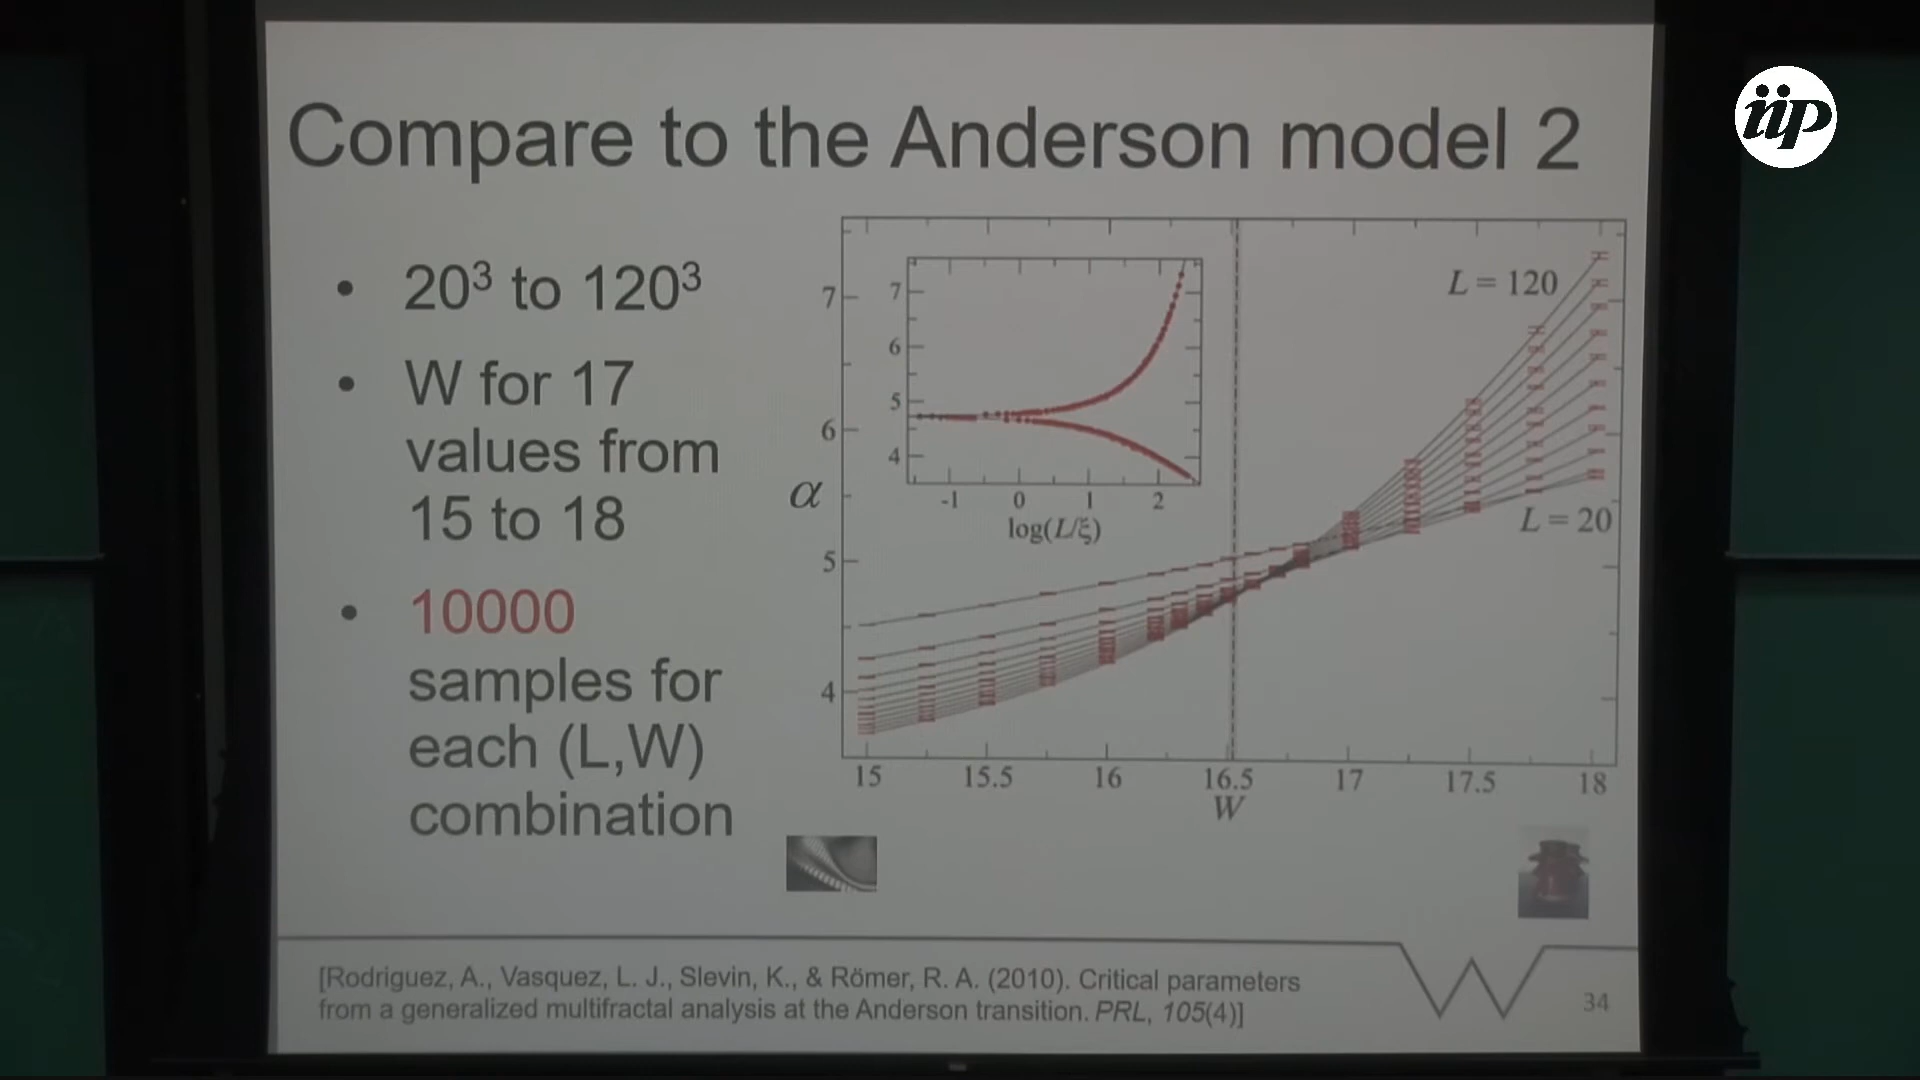 iip
Compare to the Anderson model 2
• 20³ to 120³
• W for 17
values from
15 to 18
• 10000
samples for
each (L,W)
combination
L = 120
L = 20
7
6
5
4
α
15 15.5 16 16.5 17 17.5 18
W
7
6
5
4
-1 0 1 2
log(L/ξ)
[Rodriguez, A., Vasquez, L. J., Slevin, K., & Römer, R. A. (2010). Critical parameters
from a generalized multifractal analysis at the Anderson transition. PRL, 105(4)]
34